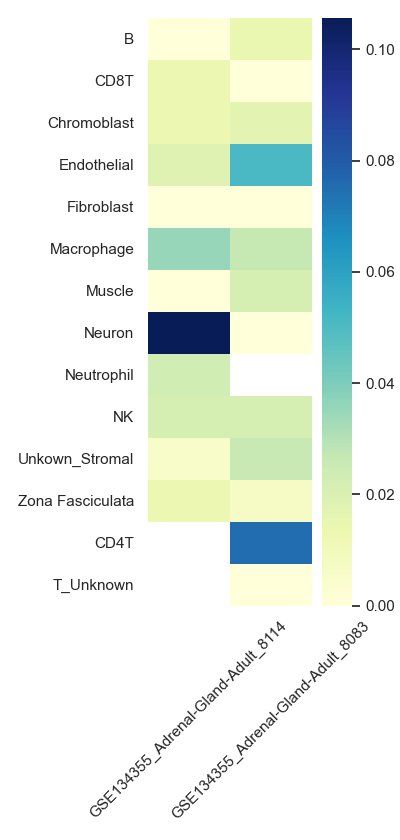 B
CD8T
Chromoblast
Endothelial
Fibroblast
Macrophage
Muscle
Neuron
Neutrophil
NK
Unkown_Stromal
Zona Fasciculata
CD4T
T_Unknown
0.10
0.08
0.06
0.04
0.02
0.00
GSE134355_Adrenal-Gland-Adult_8114
GSE134355_Adrenal-Gland-Adult_8083